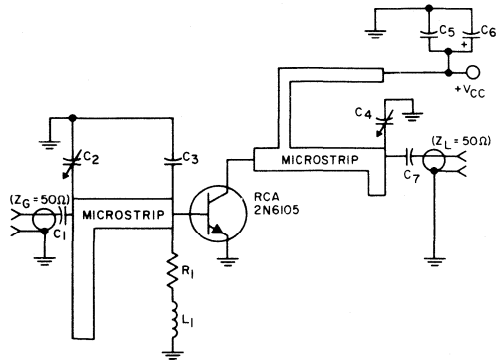 C5
C6
+
+VCC
C4
(ZL=50Ω)
C2
C3
MICROSTRIP
C7
(ZG=50Ω)
C1
MICROSTRIP
RCA
2N6105
R1
L1